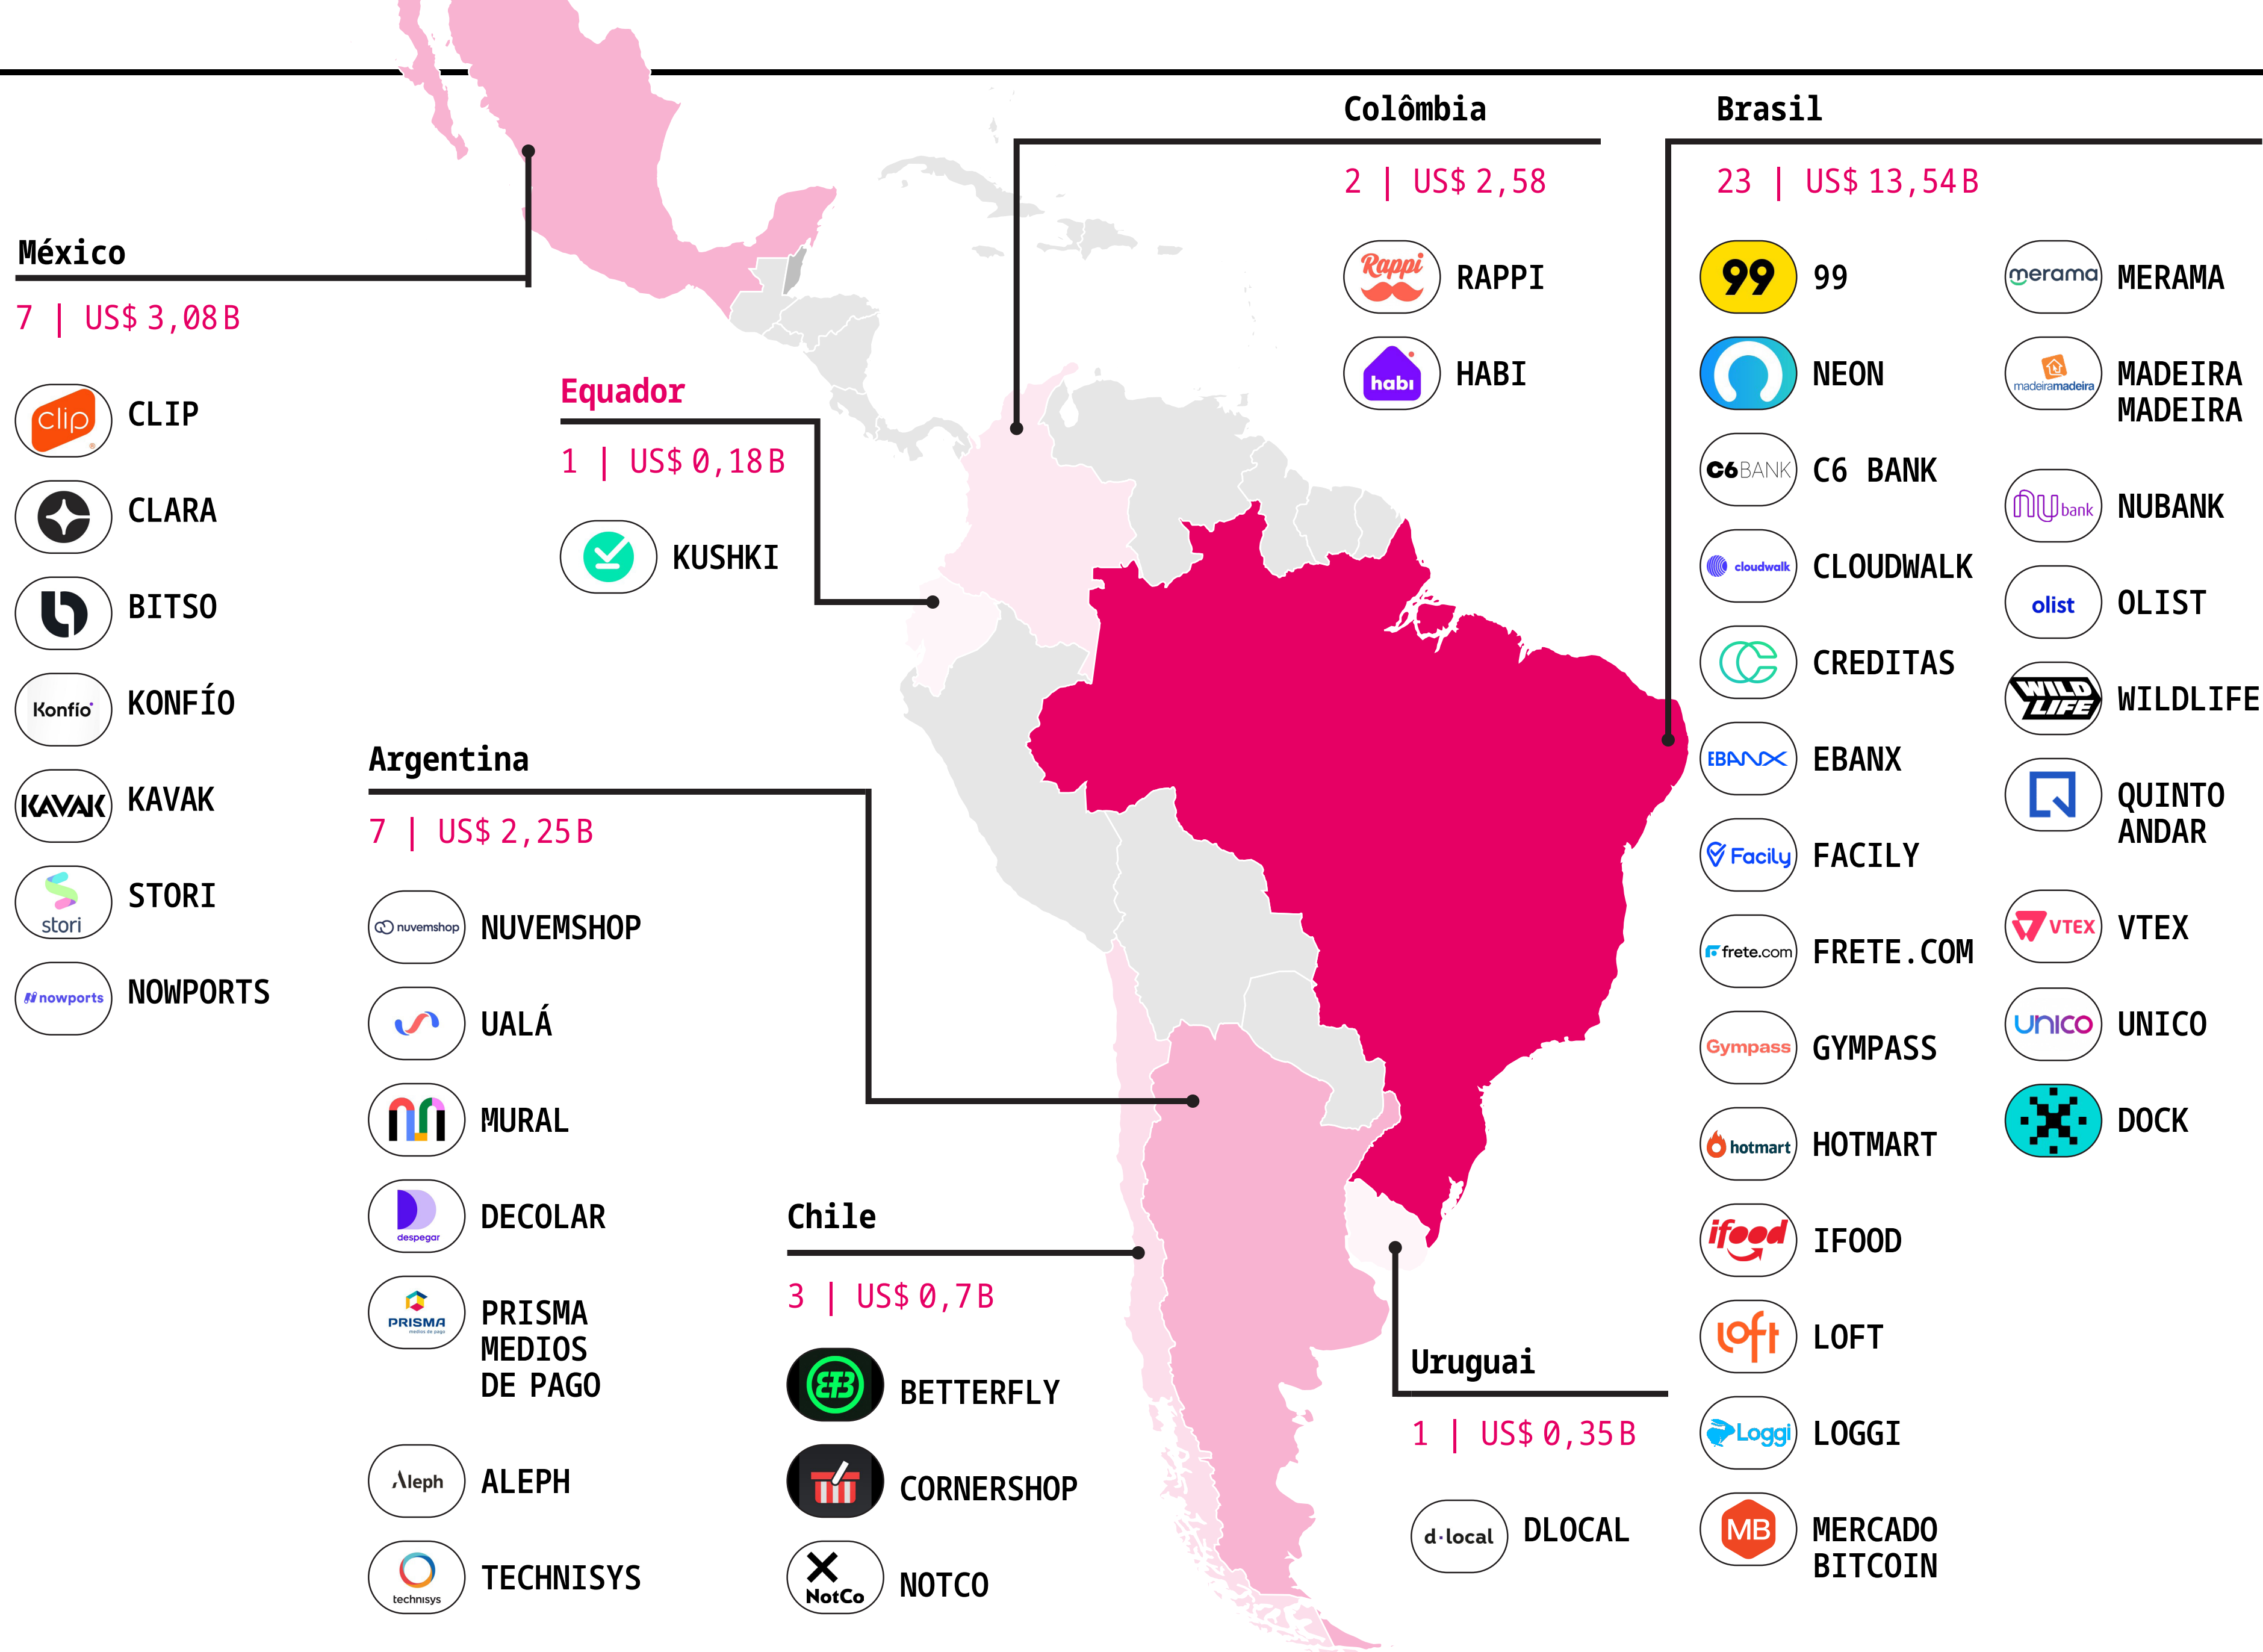 México
7 | US$ 3,08 B
clip
CLIP
CLARA
BITSO
Konfío
KONFÍO
KAVAK
KAVAK
stori
STORI
nowports
NOWPORTS
Equador
1 | US$ 0,18 B
KUSHKI
Argentina
7 | US$ 2,25 B
nuvemshop
NUVEMSHOP
UALÁ
MURAL
despegar
DECOLAR
PRISMA
medios de pago
PRISMA
MEDIOS
DE PAGO
Aleph
ALEPH
technisys
TECHNISYS
Chile
3 | US$ 0,7 B
BETTERFLY
CORNERSHOP
NotCo
NOTCO
Colômbia
2 | US$ 2,58
Rappi
RAPPI
habi
HABI
Uruguai
1 | US$ 0,35 B
d·local
DLOCAL
Brasil
23 | US$ 13,54 B
99
99
NEON
C6 BANK
C6 BANK
cloudwalk
CLOUDWALK
CREDITAS
EBANX
EBANX
Facily
FACILY
frete.com
FRETE.COM
Gympass
GYMPASS
hotmart
HOTMART
ifood
IFOOD
loft
LOFT
Loggi
LOGGI
MB
MERCADO
BITCOIN
merama
MERAMA
madeiramadeira
MADEIRA
MADEIRA
nu bank
NUBANK
olist
OLIST
WILD
LIFE
WILDLIFE
QUINTO
ANDAR
VTEX
VTEX
unico
UNICO
DOCK